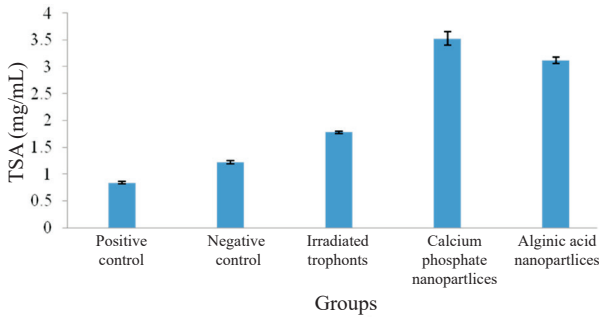 4
3.5
3
2.5
2
1.5
1
0.5
0
TSA (mg/mL)
Positive
control
Negative
control
Irradiated
trophonts
Calcium
phosphate
nanopartlices
Alginic acid
nanopartlices
Groups